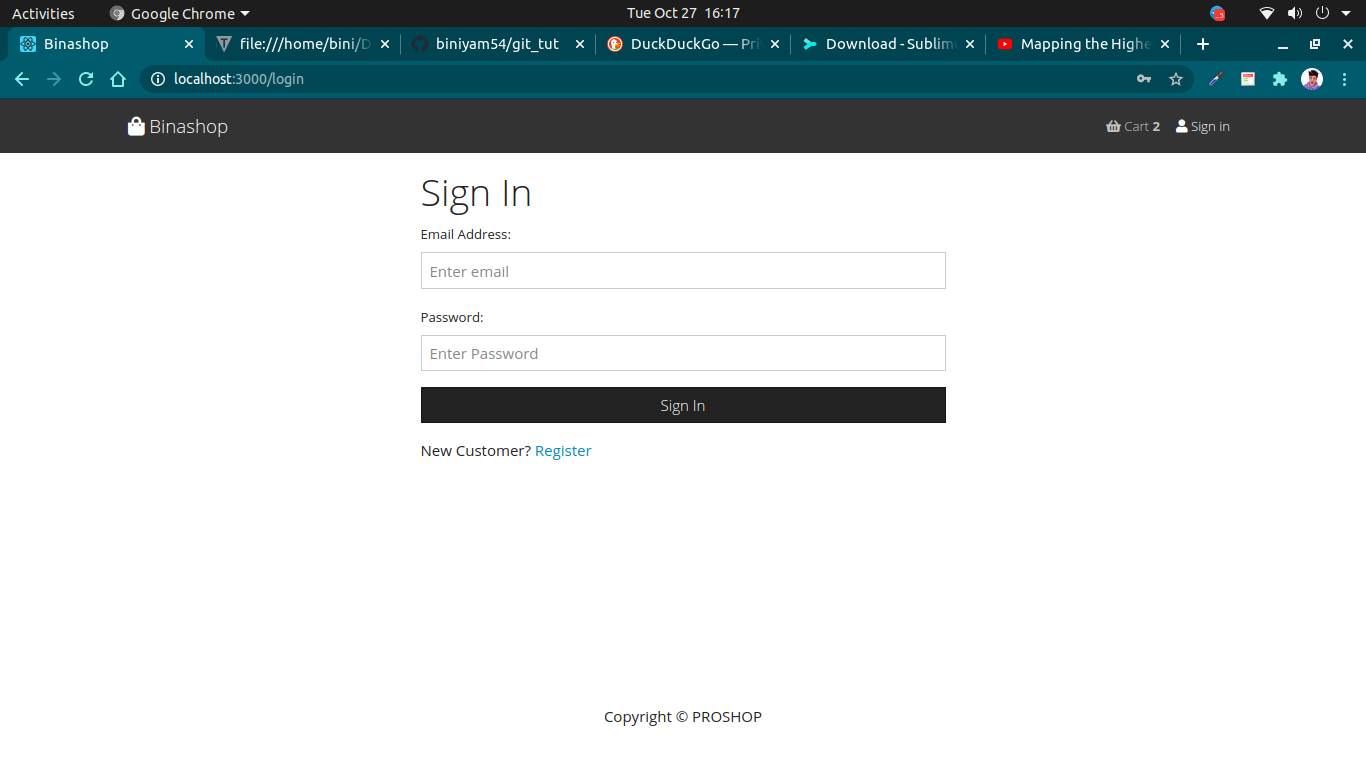 Activities Google Chrome Tue Oct 27 16:17
Binashop file:///home/bini/D biniyam54/git_tut DuckDuckGo — Pri Download - Sublim Mapping the Highe
localhost:3000/login
Binashop Cart 2 Sign in
Sign In
Email Address:
Enter email
Password:
Enter Password
Sign In
New Customer? Register
Copyright © PROSHOP